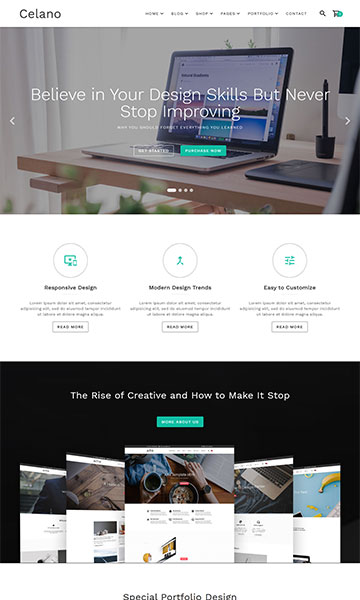 Celano
HOME BLOG SHOP PAGES PORTFOLIO CONTACT
Believe in Your Design Skills But Never
Stop Improving
WHY YOU SHOULD FORGET EVERYTHING YOU LEARNED
GET STARTED PURCHASE NOW
Responsive Design
Lorem ipsum dolor sit amet, consectetur
adipiscing elit, sed do eiusmod tempor incididunt
ut labore et dolore magna aliqua.
READ MORE
Modern Design Trends
Lorem ipsum dolor sit amet, consectetur
adipiscing elit, sed do eiusmod tempor incididunt
ut labore et dolore magna aliqua.
READ MORE
Easy to Customize
Lorem ipsum dolor sit amet, consectetur
adipiscing elit, sed do eiusmod tempor incididunt
ut labore et dolore magna aliqua.
READ MORE
The Rise of Creative and How to Make It Stop
MORE ABOUT US
Special Portfolio Design